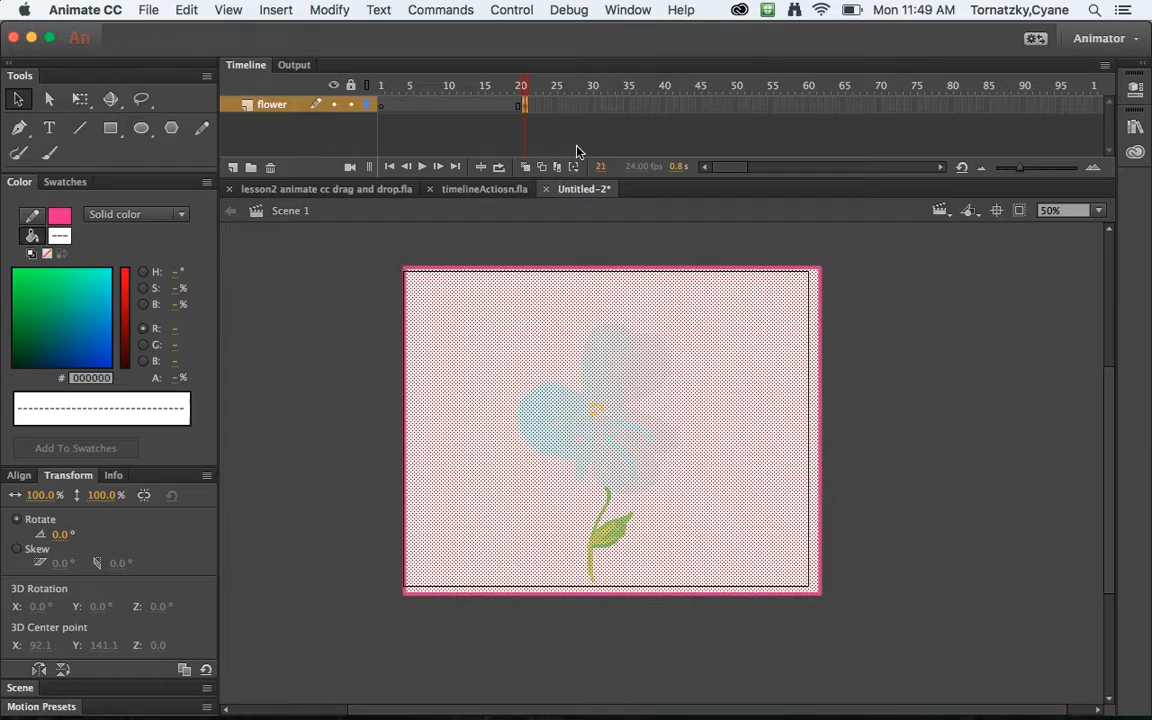 Animate CC File Edit View Insert Modify Text Commands Control Debug Window Help Mon 11:49 AM Tornatzky,Cyane
An Animator
Tools Timeline Output
1 5 10 15 20 25 30 35 40 45 50 55 60 65 70 75 80 85 90 95 1
flower
21 24.00 fps 0.8 s
Color Swatches
lesson2 animate cc drag and drop.fla timelineActiosn.fla Untitled-2*
Solid color Scene 1 50%
H: - °
S: - %
B: - %
R: -
G: -
B: -
# 000000 A: - %
Add To Swatches
Align Transform Info
100.0 % 100.0 %
Rotate
0.0 °
Skew
0.0 ° 0.0 °
3D Rotation
X: 0.0 ° Y: 0.0 ° Z: 0.0 °
3D Center point
X: 92.1 Y: 141.1 Z: 0.0
Scene
Motion Presets